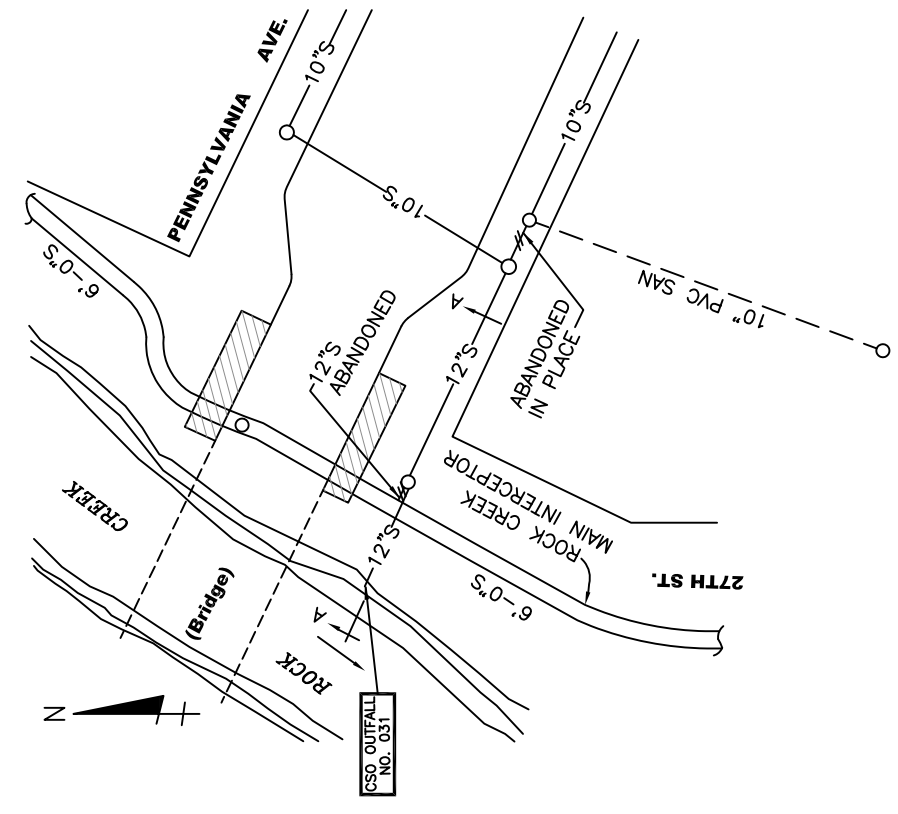 PENNSYLVANIA AVE.
10"S
10"S
10"S
6'-0"S
12"S
ABANDONED
A
12"S
ABANDONED
IN PLACE
10" PVC SAN
CREEK
(Bridge)
ROCK
A
12"S
ROCK CREEK
MAIN INTERCEPTOR
6'-0"S
27TH ST.
N
CSO OUTFALL
NO. 031